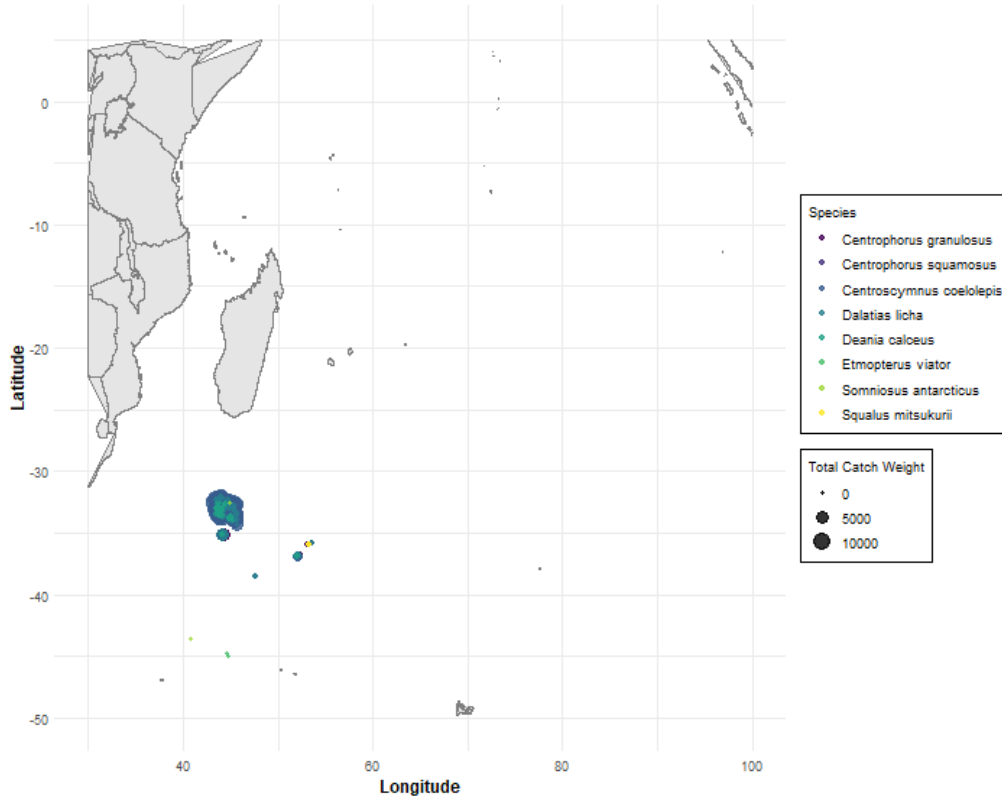 0
-10
-20
-30
-40
-50
Latitude
40
60
80
100
Longitude
Species
Centrophorus granulosus
Centrophorus squamosus
Centroscymnus coelolepis
Dalatias licha
Deania calceus
Etmopterus viator
Somniosus antarcticus
Squalus mitsukurii
Total Catch Weight
0
5000
10000